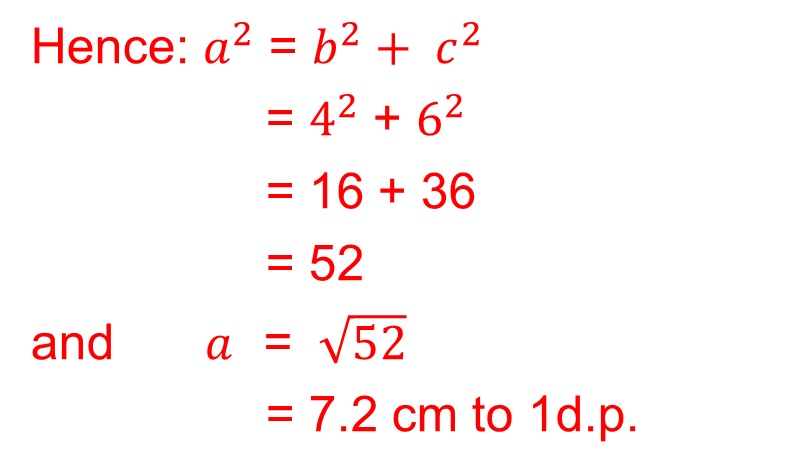 Hence: a² = b² + c²
= 4² + 6²
= 16 + 36
= 52
and a = √52
= 7.2 cm to 1d.p.